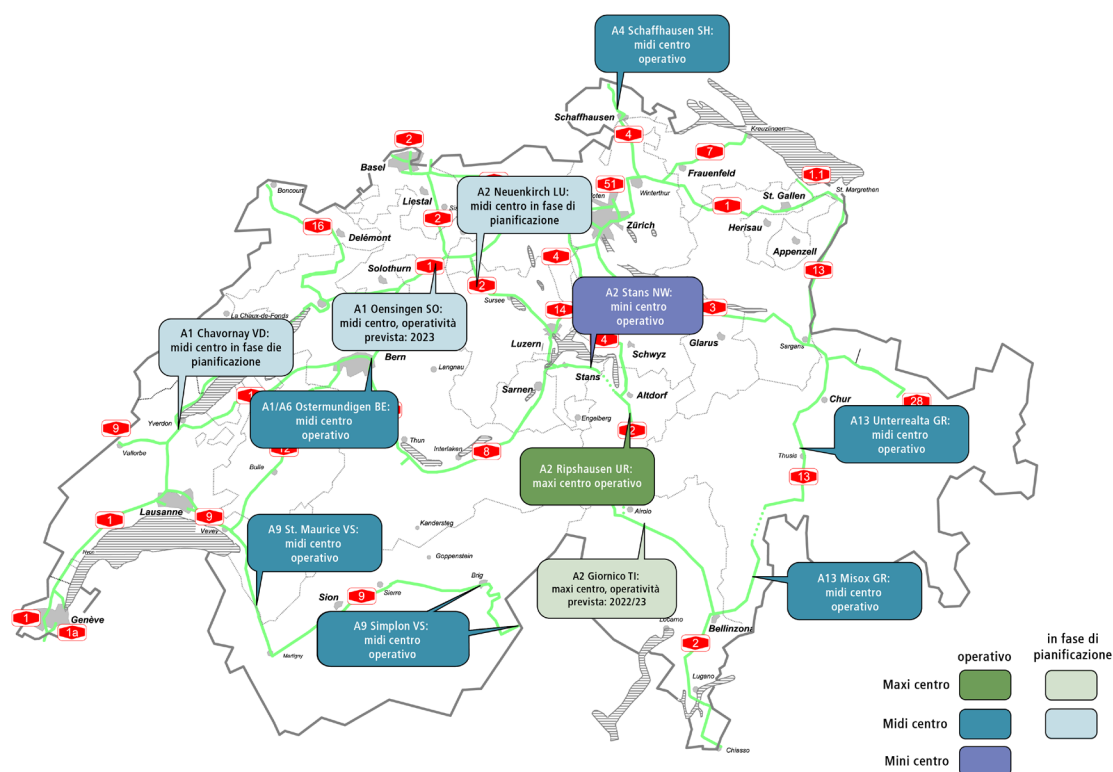 A4 Schaffhausen SH:
midi centro
operativo
Schaffhausen
2
4
Kreuzlingen
7
Basel
Frauenfeld
1.1
Boncourt
A2 Neuenkirch LU:
midi centro in fase di
pianificazione
51
Winterthur
St. Margrethen
Liestal
St. Gallen
1
2
Zürich
Herisau
16
Delémont
Appenzell
4
Solothurn
1
13
2
Sursee
A2 Stans NW:
mini centro
operativo
A1 Oensingen SO:
midi centro, operatività
prevista: 2023
La Chaux-de-Fonds
14
3
A1 Chavornay VD:
midi centro in fase die
pianificazione
Luzern
4
Glarus
Sargans
Bern
Schwyz
Langnau
Stans
Sarnen
Altdorf
Chur
28
A1/A6 Ostermundigen BE:
midi centro
operativo
Engelberg
Yverdon
9
2
A13 Unterrealta GR:
midi centro
operativo
Vallorbe
Thun
Interlaken
8
12
Thusis
Bulle
A2 Ripshausen UR:
maxi centro operativo
13
Lausanne
9
Airolo
1
Vevey
A9 St. Maurice VS:
midi centro
operativo
Kandersteg
Goppenstein
A2 Giornico TI:
maxi centro, operatività
prevista: 2022/23
A13 Misox GR:
midi centro
operativo
Brig
Sierre
9
Sion
1
Genève
1a
A9 Simplon VS:
midi centro
operativo
Bellinzona
2
Martigny
Lugano
Chiasso
operativo
in fase di
pianificazione
Maxi centro
Midi centro
Mini centro